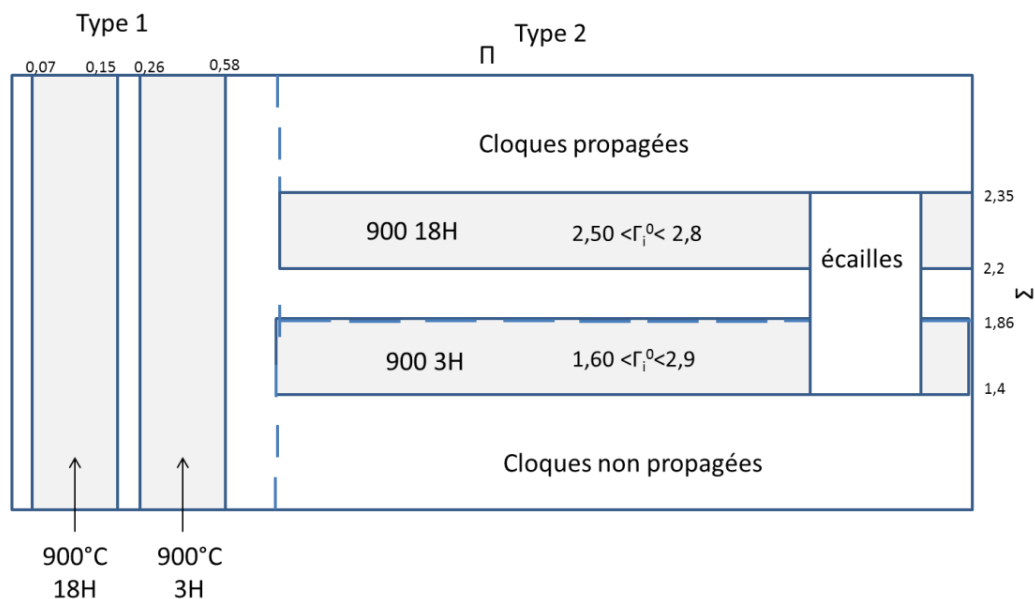 Type 1
Type 2
Π
0,07 0,15 0,26 0,58
Cloques propagées
2,35
900 18H 2,50 <Γᵢ⁰< 2,8
écailles
2,2
Σ
1,86
900 3H 1,60 <Γᵢ⁰<2,9
1,4
Cloques non propagées
900°C 900°C
18H 3H